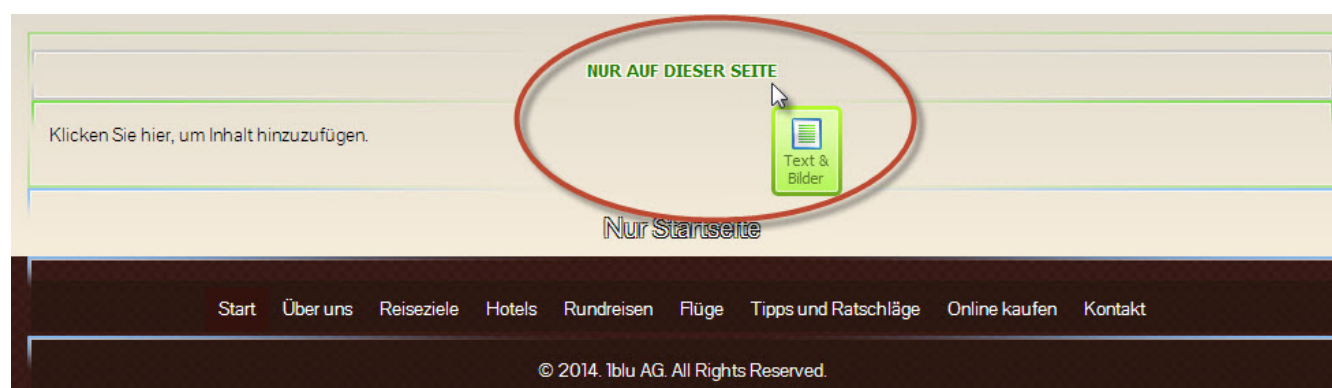 NUR AUF DIESER SEITE
Klicken Sie hier, um Inhalt hinzuzufügen.
Text &
Bilder
Nur Startseite
Start Über uns Reiseziele Hotels Rundreisen Flüge Tipps und Ratschläge Online kaufen Kontakt
© 2014. 1blu AG. All Rights Reserved.